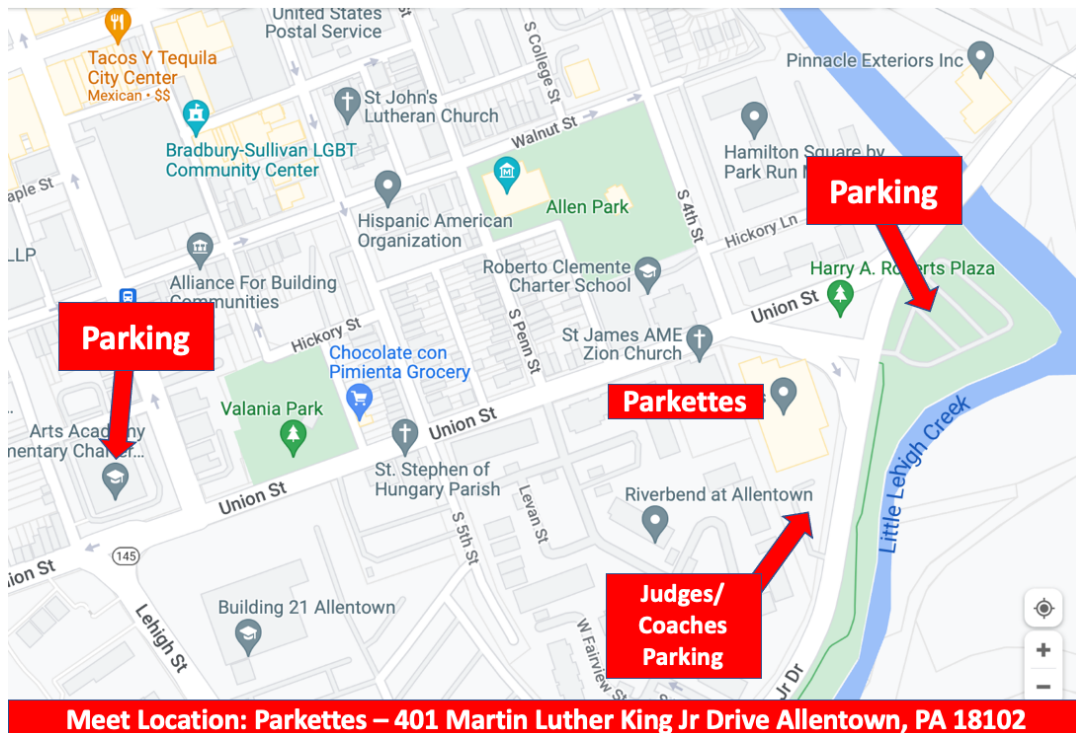 United States
Postal Service
Tacos Y Tequila
City Center
Mexican • $$
S College St
Pinnacle Exteriors Inc
St John's
Lutheran Church
Walnut St
Bradbury-Sullivan LGBT
Community Center
Hamilton Square by
Park Run M
Parking
aple St
Hispanic American
Organization
Allen Park
S 4th St
Hickory Ln
LLP
Alliance For Building
Communities
Roberto Clemente
Charter School
Harry A. Roberts Plaza
Union St
Parking
Hickory St
S Penn St
St James AME
Zion Church
Chocolate con
Pimienta Grocery
Parkettes
s
Valania Park
Union St
Arts Academy
mentary Charter...
St. Stephen of
Hungary Parish
Union St
Levan St
Riverbend at Allentown
Little Lehigh Creek
S 5th St
145
ion St
Judges/
Coaches
Parking
Lehigh St
Building 21 Allentown
W Fairview St
Jr Dr
+
−
Meet Location: Parkettes – 401 Martin Luther King Jr Drive Allentown, PA 18102